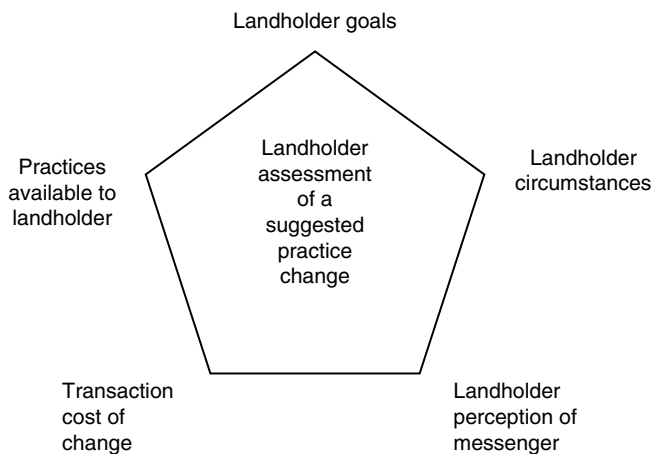 Landholder goals
Practices
available to
landholder
Landholder
assessment
of a
suggested
practice
change
Landholder
circumstances
Transaction
cost of
change
Landholder
perception of
messenger